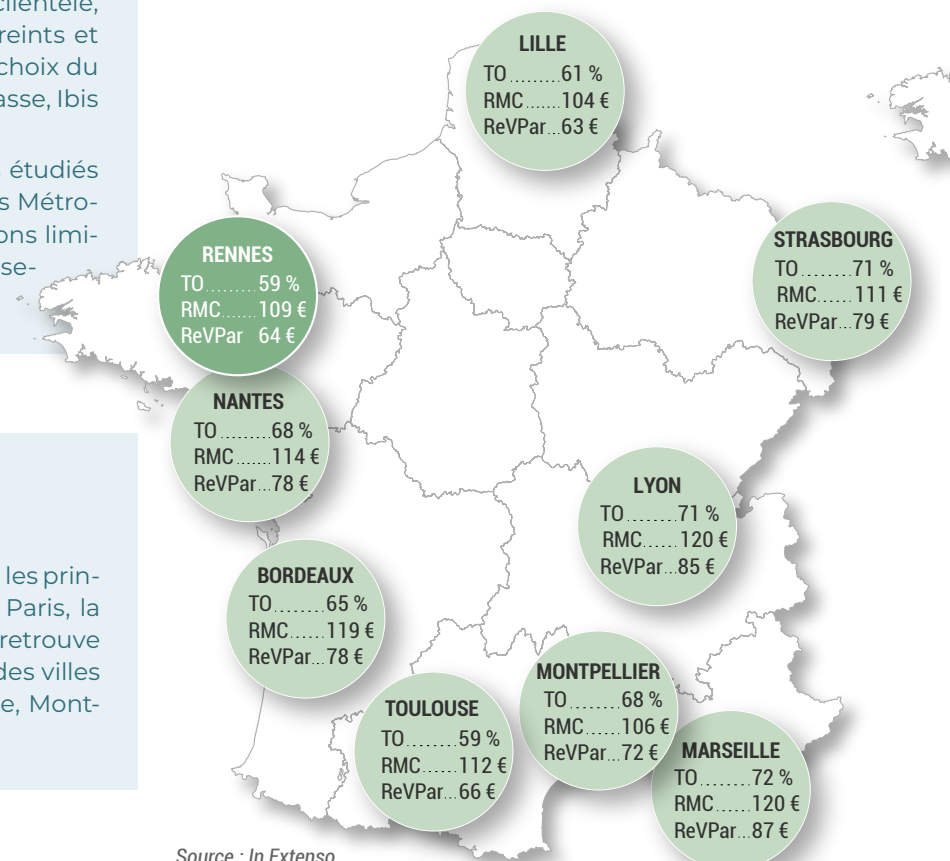 clientèle,
reints et
choix du
asse, Ibis
étudiés
s Métro-
ons limi-
se-
les prin-
Paris, la
retrouve
des villes
e, Mont-
LILLE
TO.........61 %
RMC.......104 €
ReVPar...63 €
STRASBOURG
TO.........71 %
RMC.......111 €
ReVPar...79 €
RENNES
TO.........59 %
RMC....... 109 €
ReVPar 64 €
NANTES
TO.........68 %
RMC.......114 €
ReVPar...78 €
LYON
TO.........71 %
RMC.......120 €
ReVPar...85 €
BORDEAUX
TO.........65 %
RMC.......119 €
ReVPar...78 €
MONTPELLIER
TO.........68 %
RMC.......106 €
ReVPar...72 €
TOULOUSE
TO.........59 %
RMC.......112 €
ReVPar...66 €
MARSEILLE
TO.........72 %
RMC.......120 €
ReVPar...87 €
Source : In Extenso